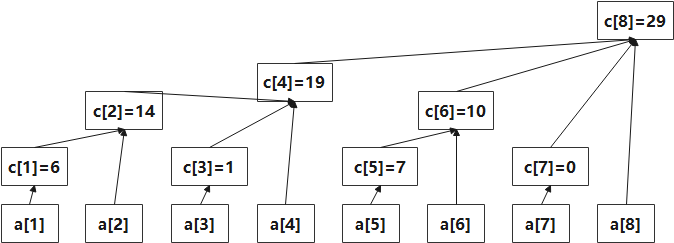 c[8]=29
c[4]=19
c[2]=14
c[6]=10
c[1]=6
c[3]=1
c[5]=7
c[7]=0
a[1]
a[2]
a[3]
a[4]
a[5]
a[6]
a[7]
a[8]